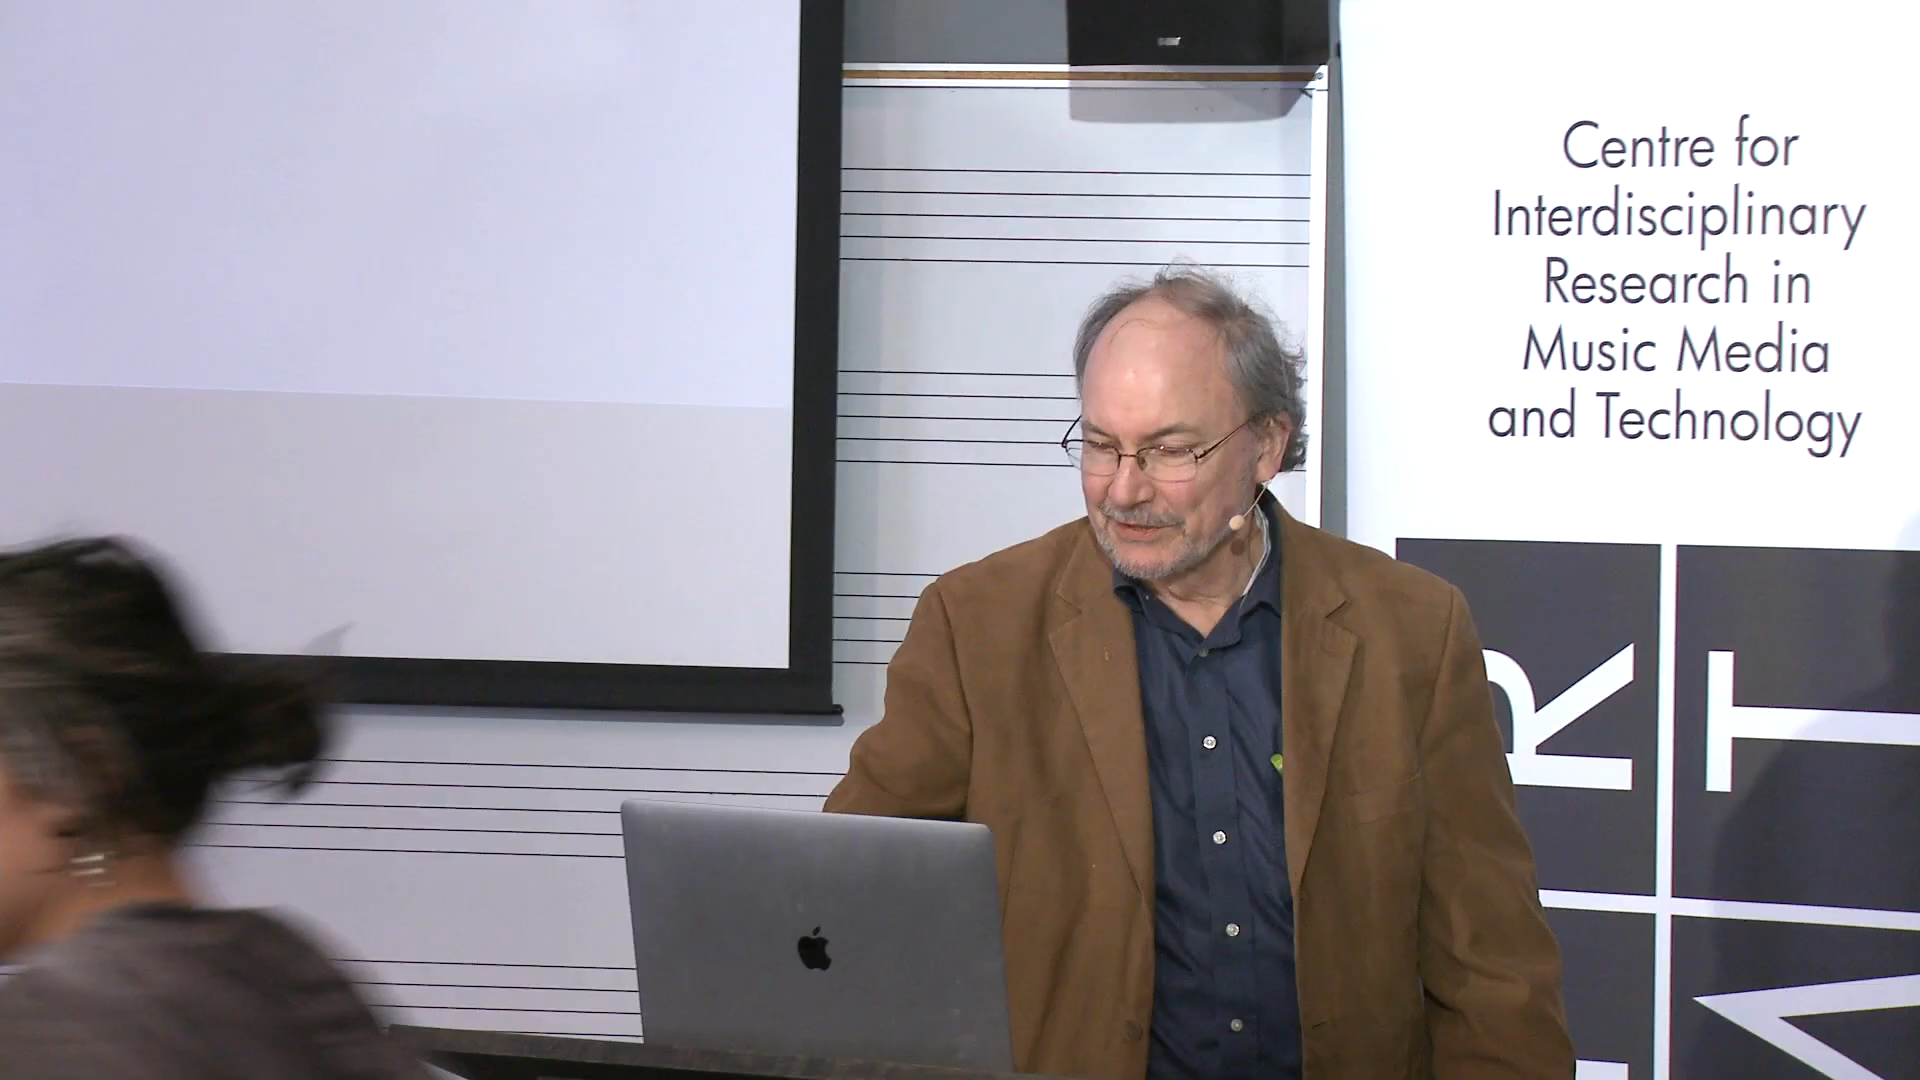 Centre for
Interdisciplinary
Research in
Music Media
and Technology
R
T
M